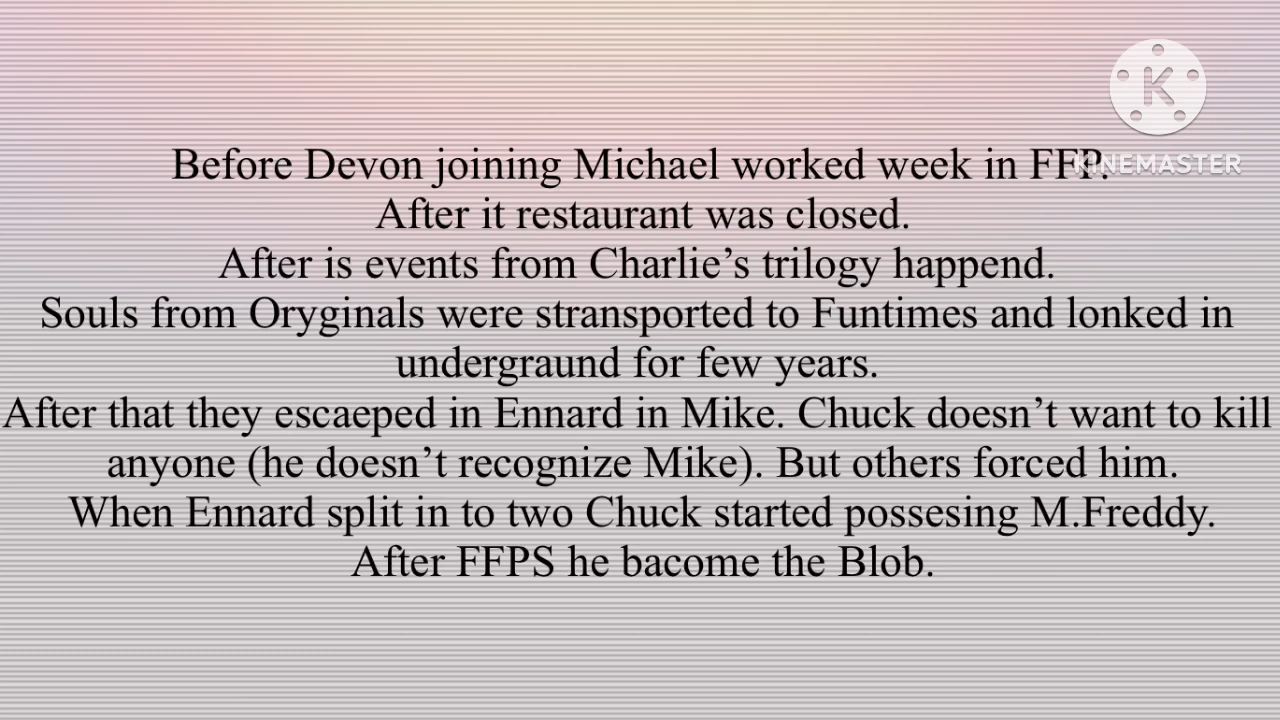 Before Devon joining Michael worked week in FFP.
KINEMASTER
After it restaurant was closed.
After is events from Charlie's trilogy happend.
Souls from Oryginals were stransported to Funtimes and lonked in
undergraund for few years.
After that they escaeped in Ennard in Mike. Chuck doesn't want to kill
anyone (he doesn't recognize Mike). But others forced him.
When Ennard split in to two Chuck started possesing M.Freddy.
After FFPS he bacome the Blob.